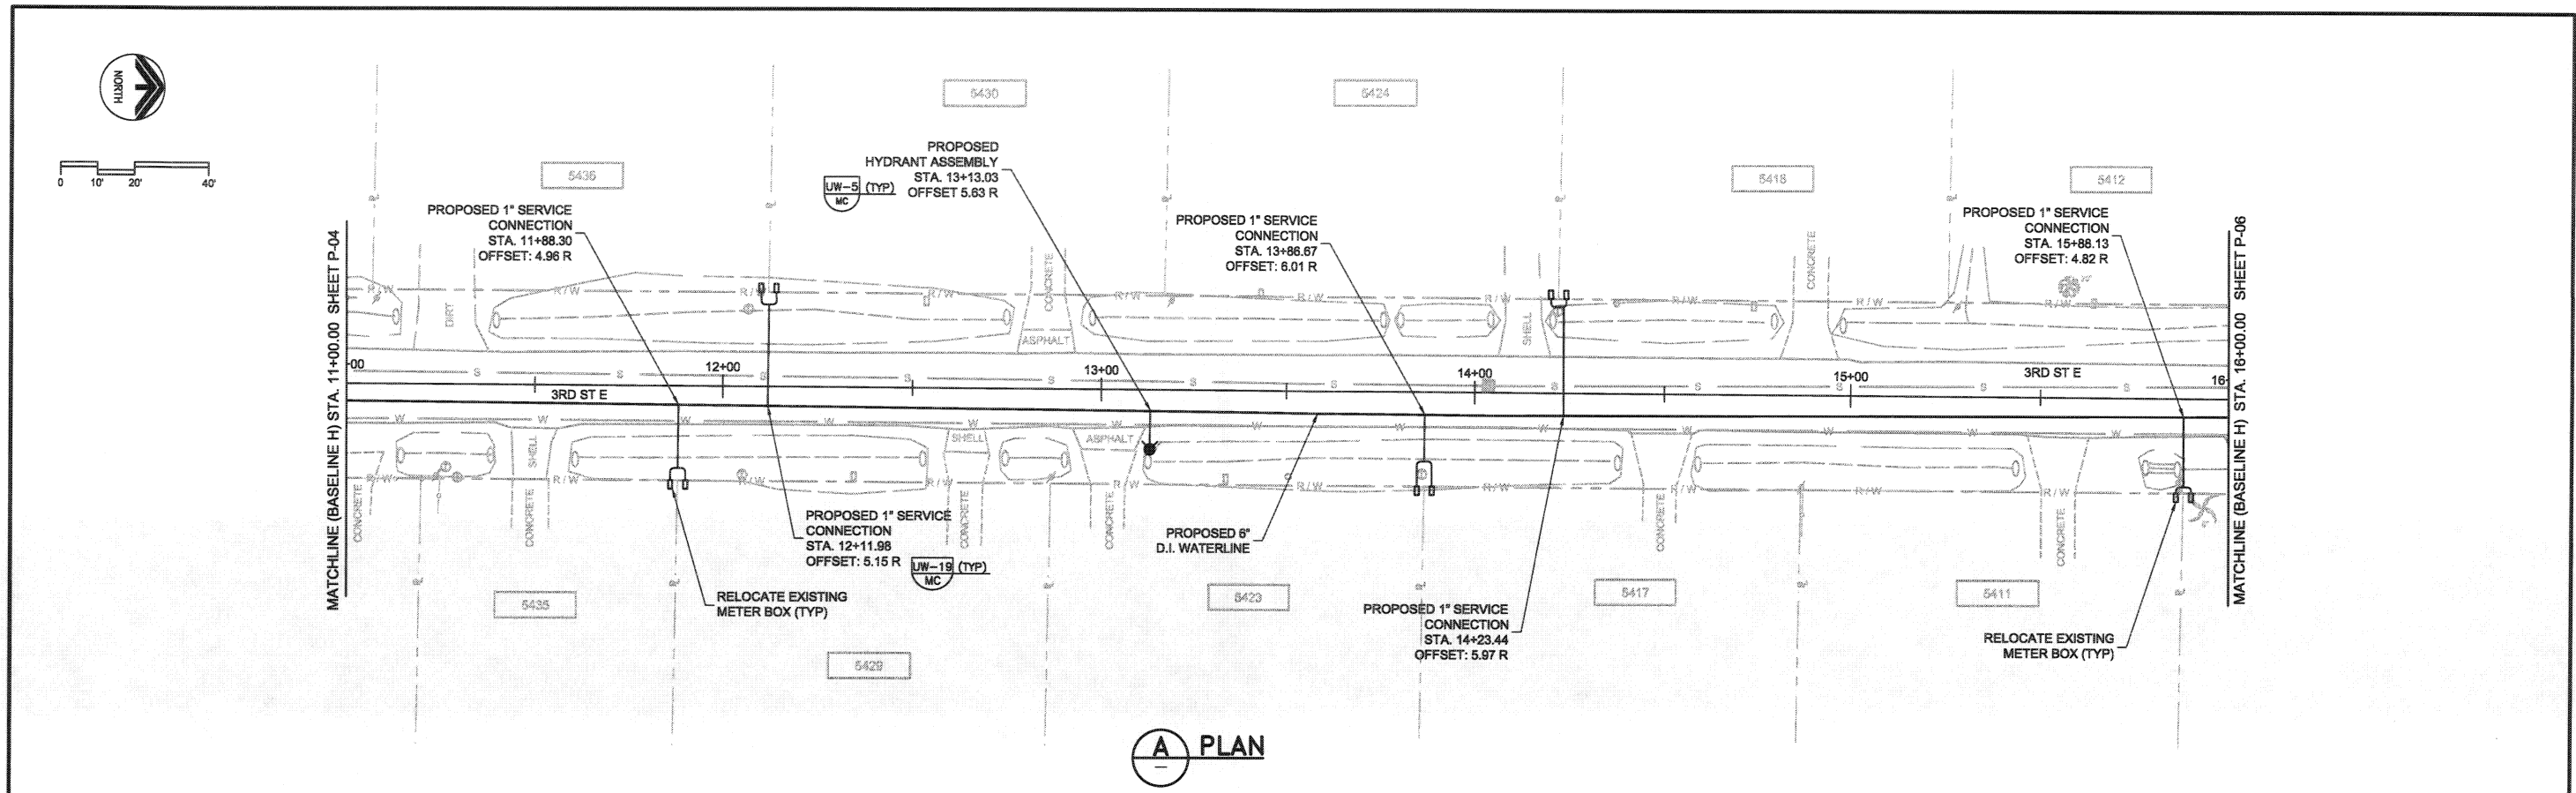 NORTH
0 10' 20' 40'
5430
5424
5436
5418
5412
PROPOSED
HYDRANT ASSEMBLY
STA. 13+13.03
OFFSET 5.63 R
UW-5 (TYP)
MC
PROPOSED 1" SERVICE
CONNECTION
STA. 11+88.30
OFFSET: 4.96 R
PROPOSED 1" SERVICE
CONNECTION
STA. 13+86.67
OFFSET: 6.01 R
PROPOSED 1" SERVICE
CONNECTION
STA. 15+88.13
OFFSET: 4.82 R
MATCHLINE (BASELINE H) STA. 11+00.00 SHEET P-04
MATCHLINE (BASELINE H) STA. 16+00.00 SHEET P-06
DIRT
CONCRETE
ASPHALT
SHELL
CONCRETE
R/W R/W R/W R/W R/W R/W R/W R/W R/W R/W
-00 12+00 13+00 14+00 15+00 16-
S S S S S S S S S S S S
3RD ST E
3RD ST E
W W W W W W W W W W W
CONCRETE
SHELL
CONCRETE
SHELL
CONCRETE
ASPHALT
CONCRETE
CONCRETE
CONCRETE
R/W R/W R/W R/W R/W R/W R/W R/W R/W
PROPOSED 1" SERVICE
CONNECTION
STA. 12+11.98
OFFSET: 5.15 R
UW-19 (TYP)
MC
RELOCATE EXISTING
METER BOX (TYP)
PROPOSED 6"
D.I. WATERLINE
PROPOSED 1" SERVICE
CONNECTION
STA. 14+23.44
OFFSET: 5.97 R
RELOCATE EXISTING
METER BOX (TYP)
5435
5429
5423
5417
5411
A PLAN